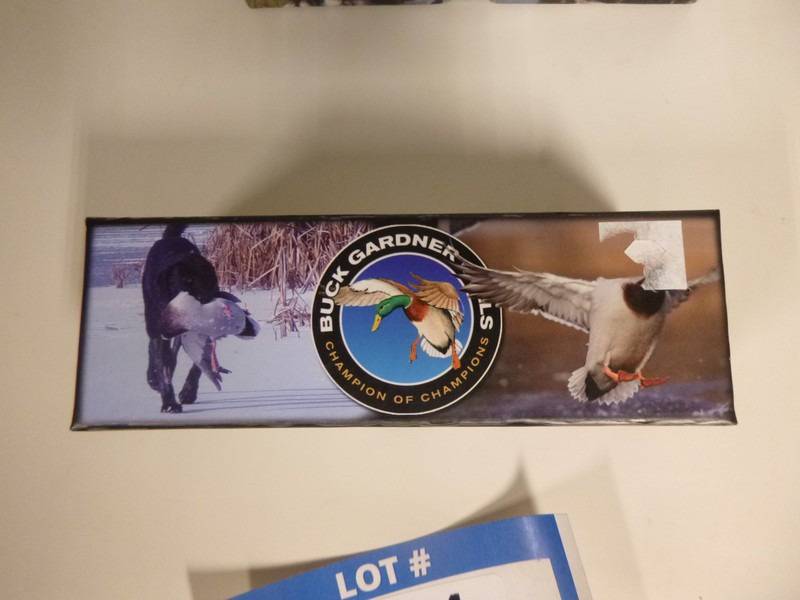 BUCK GARDNER
CHAMPION OF CHAMPIONS
LOT #